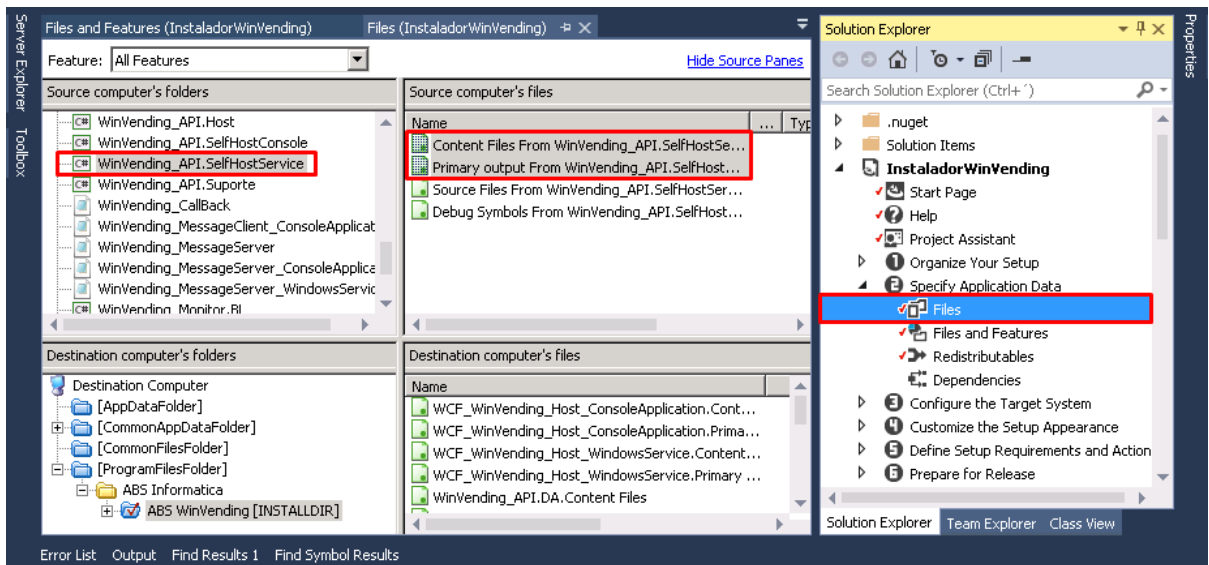 Server Explorer
Toolbox
Files and Features (InstaladorWinVending)
Files (InstaladorWinVending)
Feature:
All Features
Hide Source Panes
Source computer's folders
WinVending_API.Host
WinVending_API.SelfHostConsole
WinVending_API.SelfHostService
WinVending_API.Suporte
WinVending_CallBack
WinVending_MessageClient_ConsoleApplicat
WinVending_MessageServer
WinVending_MessageServer_ConsoleApplica
WinVending_MessageServer_WindowsServic
WinVending_Monitor.BI
Source computer's files
Name ... Typ
Content Files From WinVending_API.SelfHostSe...
Primary output From WinVending_API.SelfHost...
Source Files From WinVending_API.SelfHostSer...
Debug Symbols From WinVending_API.SelfHost...
Destination computer's folders
Destination Computer
[AppDataFolder]
[CommonAppDataFolder]
[CommonFilesFolder]
[ProgramFilesFolder]
ABS Informatica
ABS WinVending [INSTALLDIR]
Destination computer's files
Name
WCF_WinVending_Host_ConsoleApplication.Cont...
WCF_WinVending_Host_ConsoleApplication.Prima...
WCF_WinVending_Host_WindowsService.Content...
WCF_WinVending_Host_WindowsService.Primary ...
WinVending_API.DA.Content Files
Solution Explorer
Search Solution Explorer (Ctrl+´)
.nuget
Solution Items
InstaladorWinVending
Start Page
Help
Project Assistant
1 Organize Your Setup
2 Specify Application Data
Files
Files and Features
Redistributables
Dependencies
3 Configure the Target System
4 Customize the Setup Appearance
5 Define Setup Requirements and Action
6 Prepare for Release
Solution Explorer Team Explorer Class View
Properties
Error List Output Find Results 1 Find Symbol Results